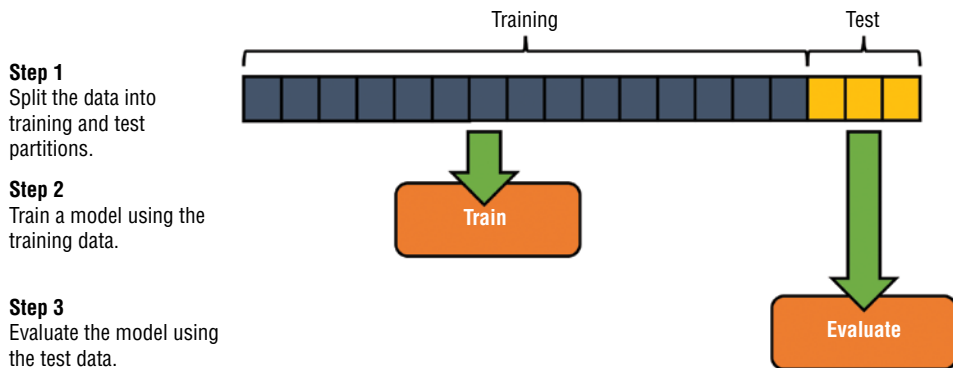 Training
Test
Step 1
Split the data into
training and test
partitions.
Step 2
Train a model using the
training data.
Train
Step 3
Evaluate the model using
the test data.
Evaluate